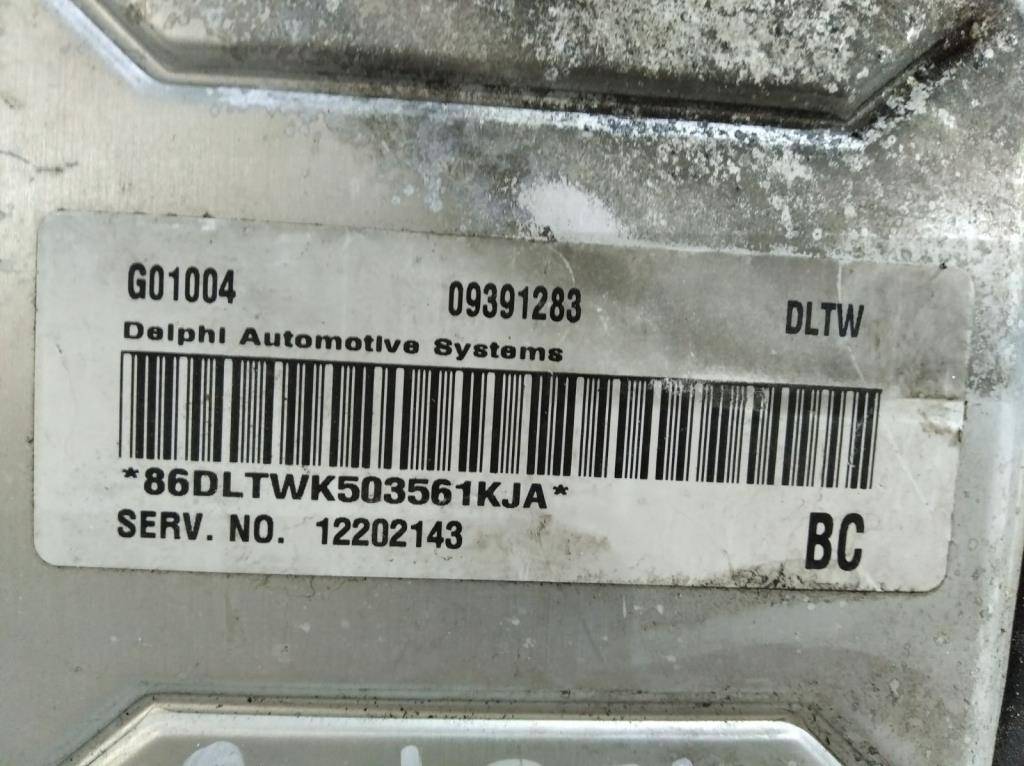 G01004 09391283 DLTW
Delphi Automotive Systems
*86DLTWK503561KJA*
SERV. NO. 12202143 BC